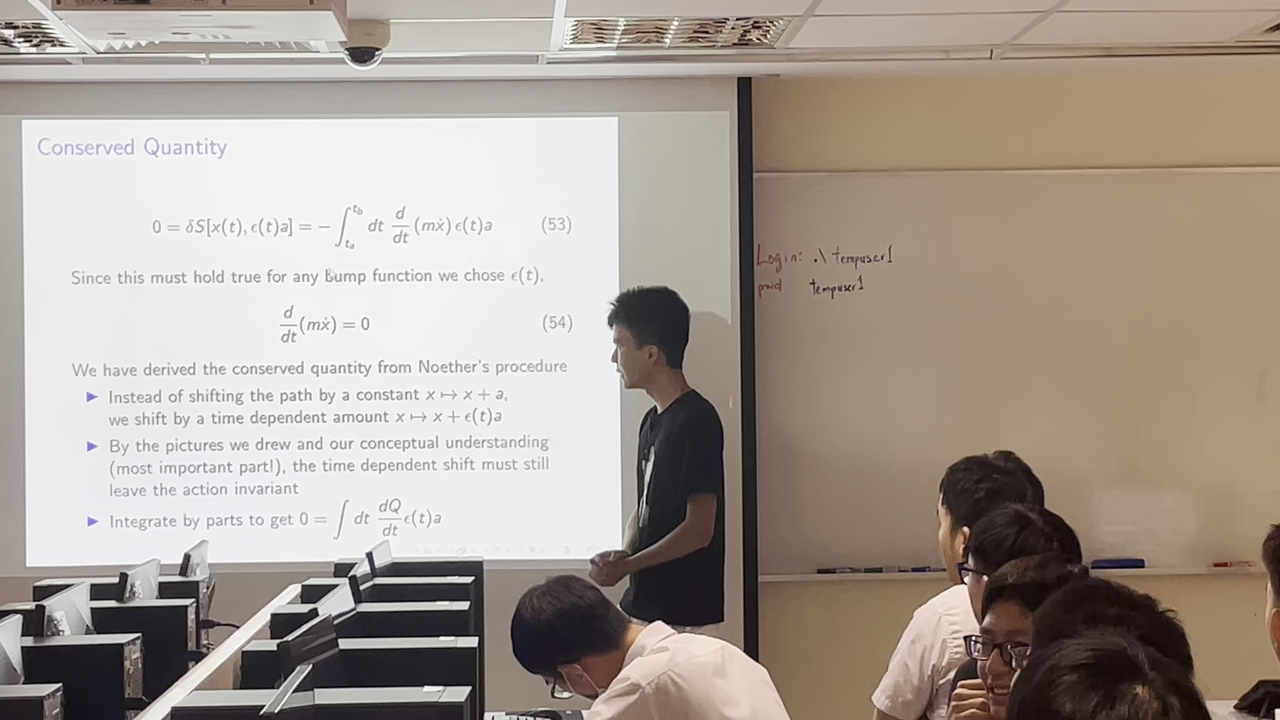 Conserved Quantity
0 = δS[x(t), ϵ(t)a] = − ∫_{t_a}^{t_b} dt d/dt (mẋ) ϵ(t)a (53)
Since this must hold true for any bump function we chose ϵ(t),
d/dt (mẋ) = 0 (54)
We have derived the conserved quantity from Noether's procedure
▶ Instead of shifting the path by a constant x ↦ x + a,
we shift by a time dependent amount x ↦ x + ϵ(t)a
▶ By the pictures we drew and our conceptual understanding
(most important part!), the time dependent shift must still
leave the action invariant
▶ Integrate by parts to get 0 = ∫ dt dQ/dt ϵ(t)a
Login: .\ tempuser1
pwd tempuser1